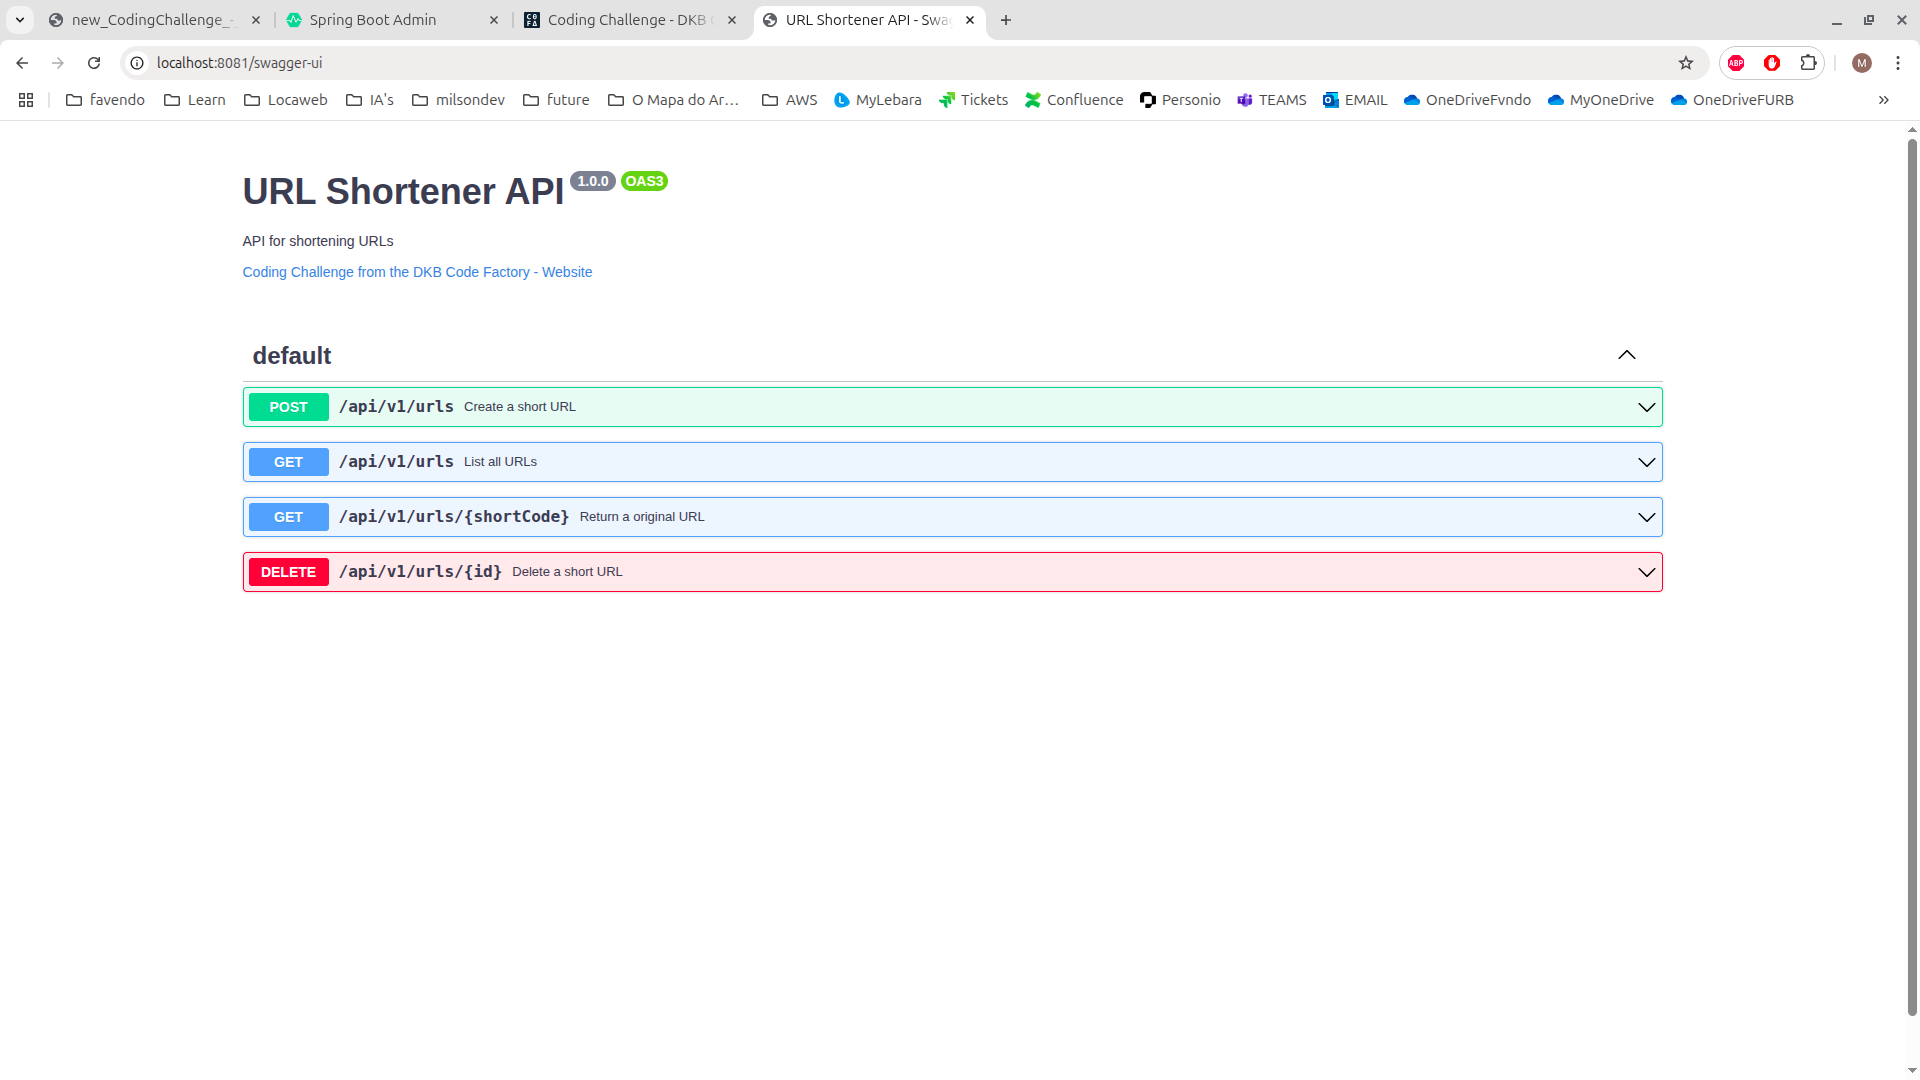 new_CodingChallenge_-
Spring Boot Admin
Coding Challenge - DKB
URL Shortener API - Swa
localhost:8081/swagger-ui
ABP
M
favendo
Learn
Locaweb
IA's
milsondev
future
O Mapa do Ar…
AWS
MyLebara
Tickets
Confluence
Personio
TEAMS
EMAIL
OneDriveFvndo
MyOneDrive
OneDriveFURB
URL Shortener API 1.0.0 OAS3
API for shortening URLs
Coding Challenge from the DKB Code Factory - Website
default
POST /api/v1/urls Create a short URL
GET /api/v1/urls List all URLs
GET /api/v1/urls/{shortCode} Return a original URL
DELETE /api/v1/urls/{id} Delete a short URL